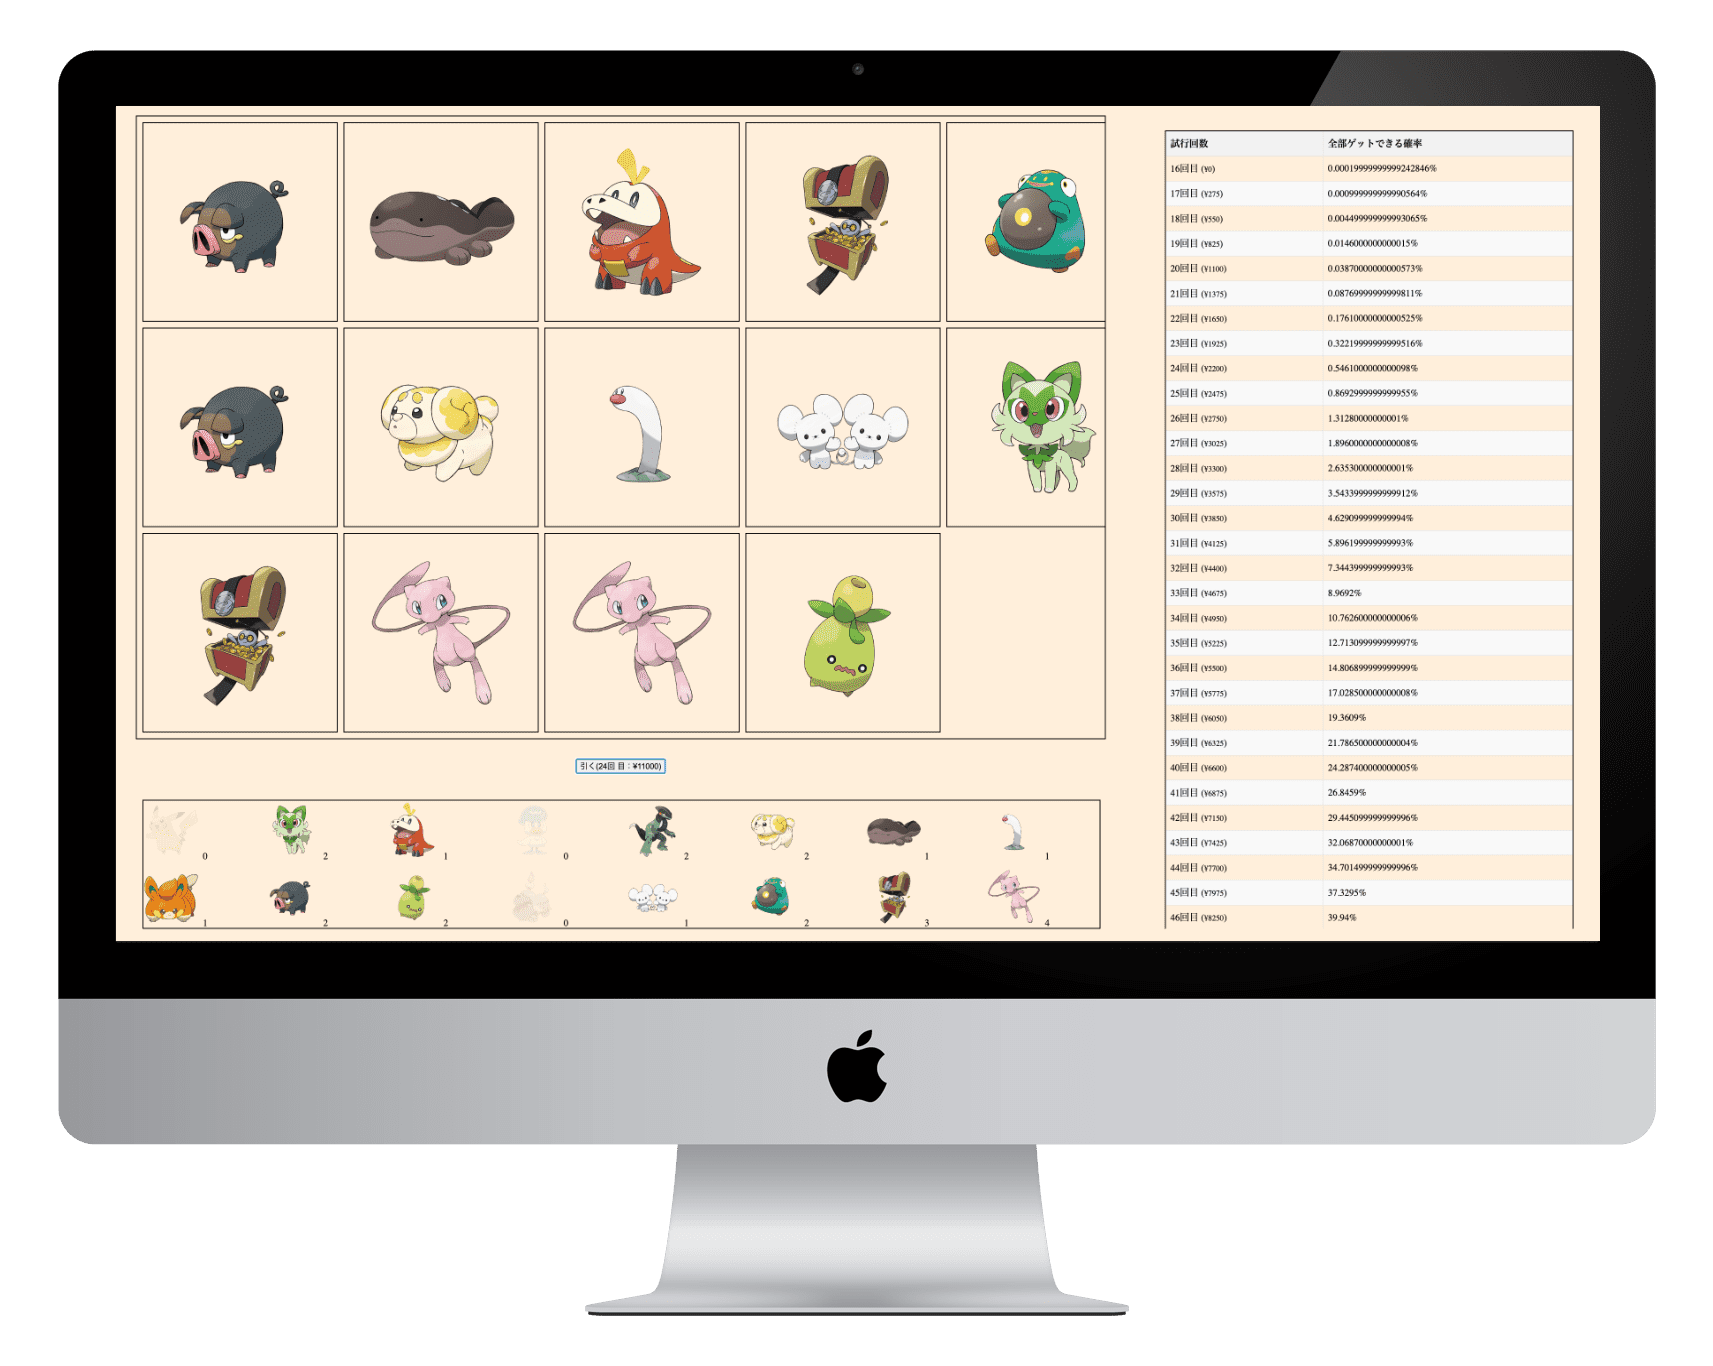 試行回数 全部ゲットできる確率
16回目 (¥0) 0.00019999999999242846%
17回目 (¥275) 0.000999999999990564%
18回目 (¥550) 0.004499999999993065%
19回目 (¥825) 0.0146000000000015%
20回目 (¥1100) 0.03870000000000573%
21回目 (¥1375) 0.08769999999999811%
22回目 (¥1650) 0.17610000000000525%
23回目 (¥1925) 0.32219999999999516%
24回目 (¥2200) 0.5461000000000098%
25回目 (¥2475) 0.8692999999999955%
26回目 (¥2750) 1.31280000000001%
27回目 (¥3025) 1.8960000000000008%
28回目 (¥3300) 2.635300000000001%
29回目 (¥3575) 3.5433999999999912%
30回目 (¥3850) 4.629099999999994%
31回目 (¥4125) 5.896199999999993%
32回目 (¥4400) 7.344399999999993%
33回目 (¥4675) 8.9692%
34回目 (¥4950) 10.762600000000006%
35回目 (¥5225) 12.713099999999997%
36回目 (¥5500) 14.806899999999999%
37回目 (¥5775) 17.028500000000008%
38回目 (¥6050) 19.3609%
39回目 (¥6325) 21.786500000000004%
40回目 (¥6600) 24.287400000000005%
41回目 (¥6875) 26.8459%
42回目 (¥7150) 29.445099999999996%
43回目 (¥7425) 32.06870000000001%
44回目 (¥7700) 34.701499999999996%
45回目 (¥7975) 37.3295%
46回目 (¥8250) 39.94%
引く(24回 目：¥11000)
0 2 1 0 2 2 1 1
1 2 2 0 1 2 3 4